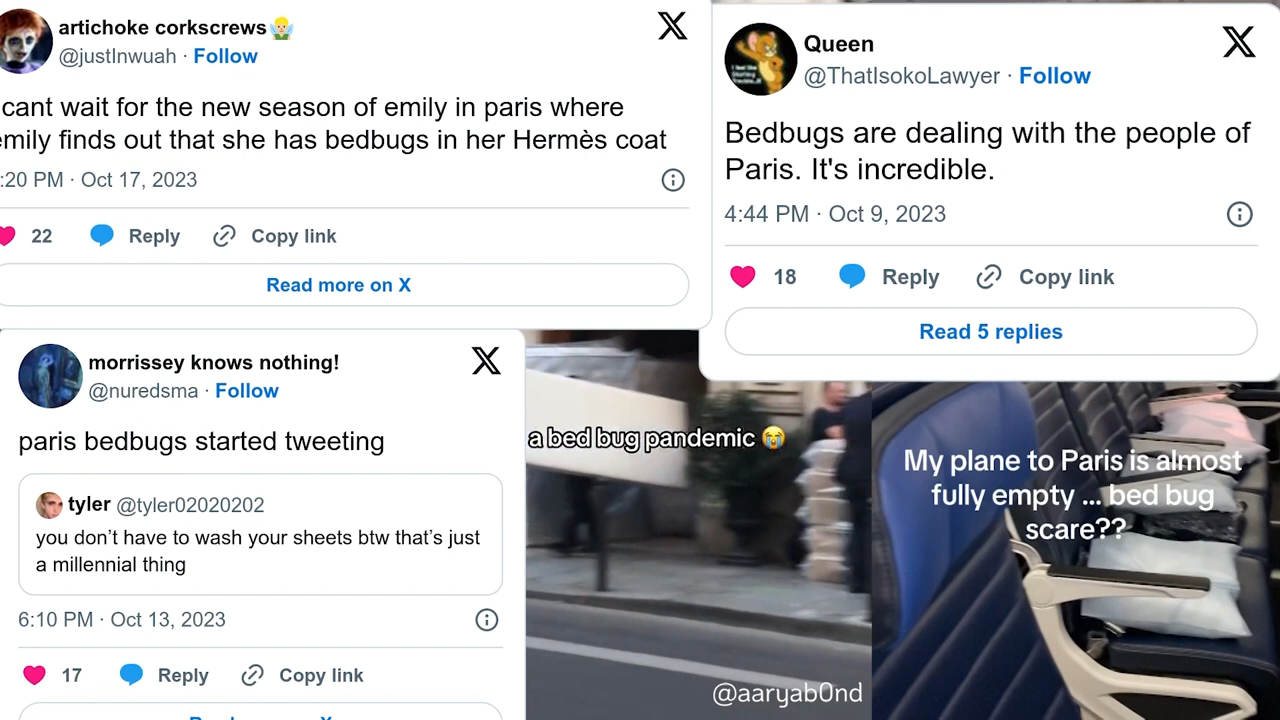 artichoke corkscrews🧚🏼
@justlnwuah · Follow
cant wait for the new season of emily in paris where
emily finds out that she has bedbugs in her Hermès coat
:20 PM · Oct 17, 2023
22 Reply Copy link
Read more on X
Queen
@ThatIsokoLawyer · Follow
Bedbugs are dealing with the people of
Paris. It's incredible.
4:44 PM · Oct 9, 2023
18 Reply Copy link
Read 5 replies
morrissey knows nothing!
@nuredsma · Follow
paris bedbugs started tweeting
tyler @tyler02020202
you don’t have to wash your sheets btw that’s just
a millennial thing
6:10 PM · Oct 13, 2023
17 Reply Copy link
a bed bug pandemic 😭
@aaryab0nd
My plane to Paris is almost
fully empty ... bed bug
scare??